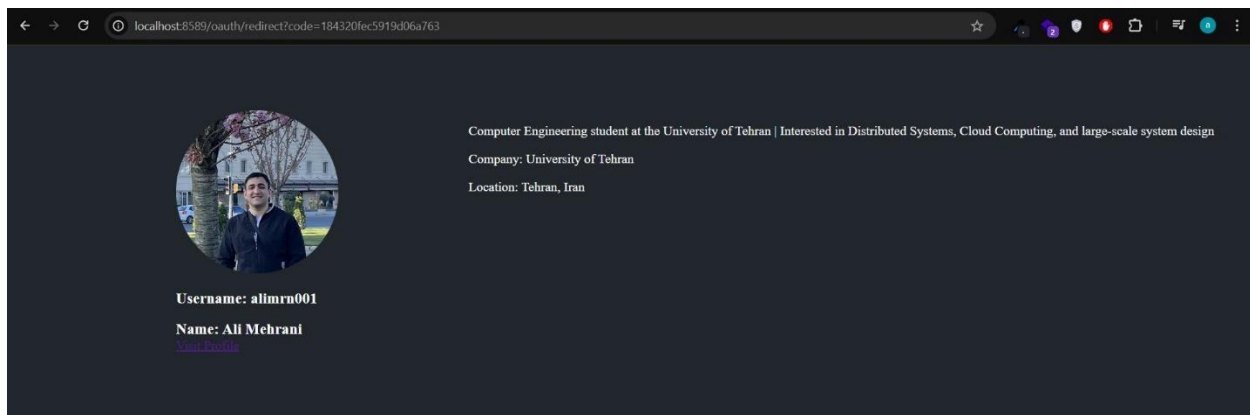 localhost:8589/oauth/redirect?code=184320fec5919d06a763
2
a
Computer Engineering student at the University of Tehran | Interested in Distributed Systems, Cloud Computing, and large-scale system design
Company: University of Tehran
Location: Tehran, Iran
Username: alimrn001
Name: Ali Mehrani
Visit Profile